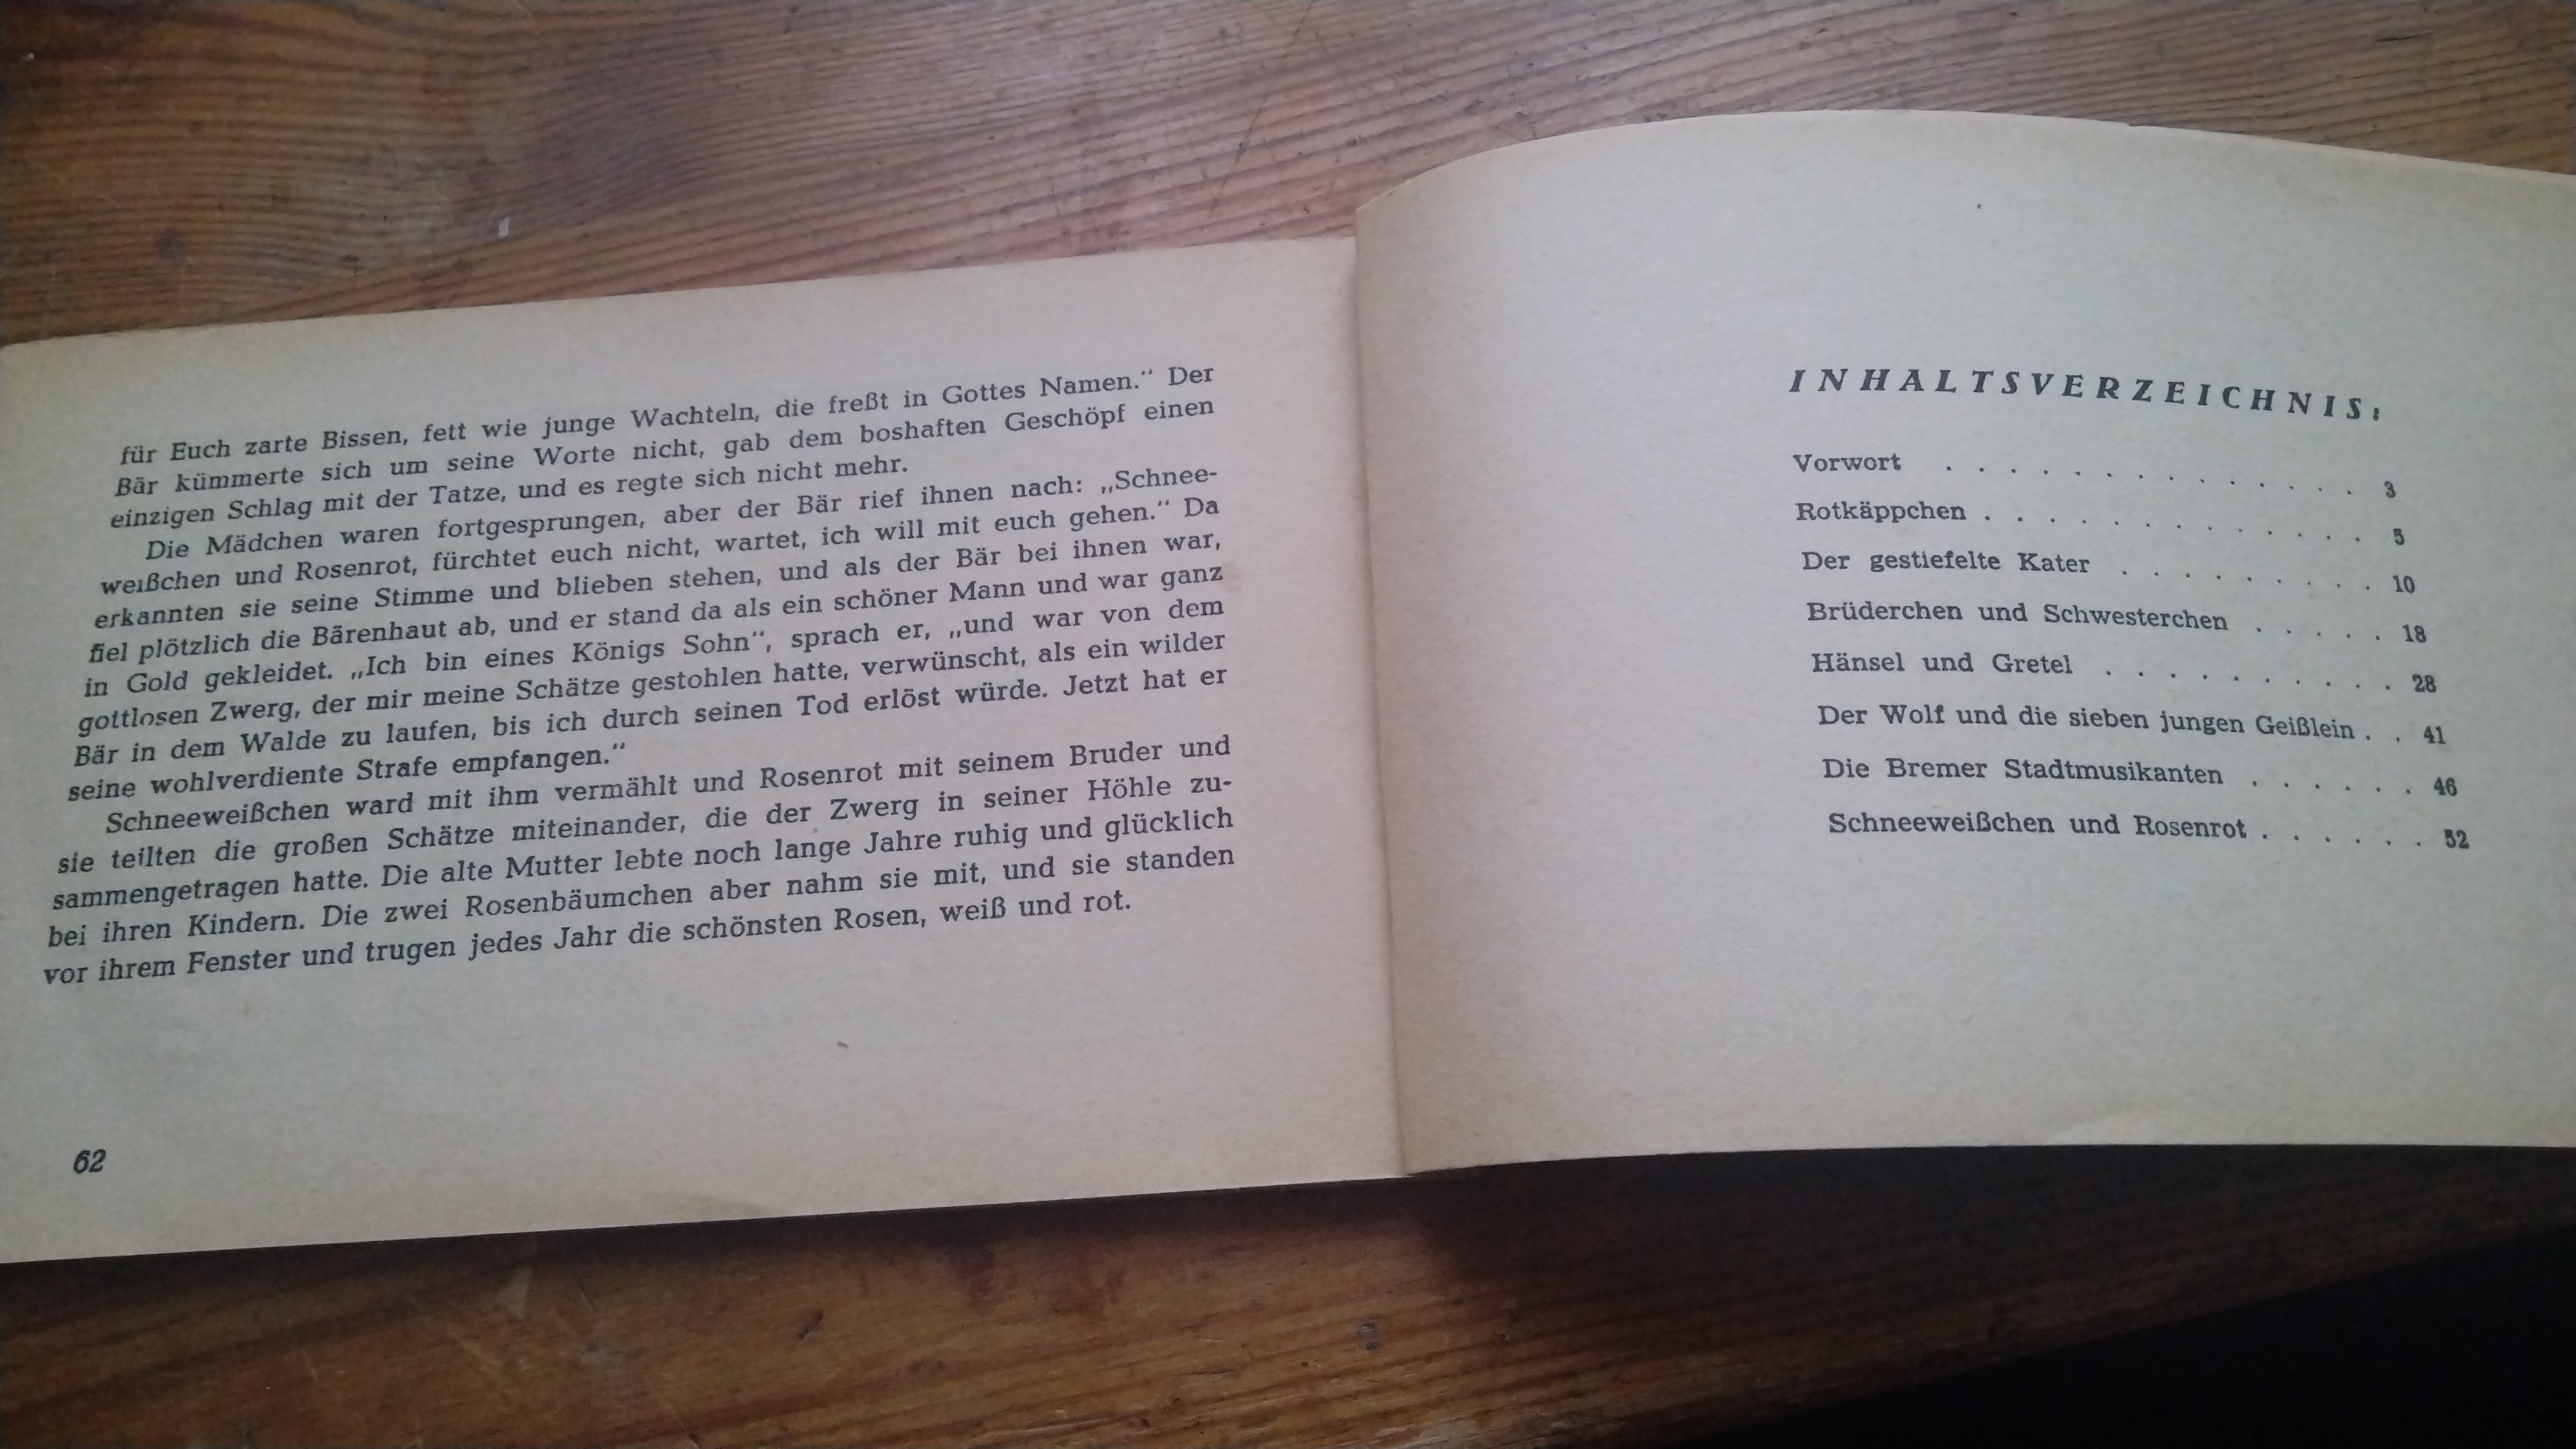 für Euch zarte Bissen, fett wie junge Wachteln, die freßt in Gottes Namen.“ Der
Bär kümmerte sich um seine Worte nicht, gab dem boshaften Geschöpf einen
einzigen Schlag mit der Tatze, und es regte sich nicht mehr.
Die Mädchen waren fortgesprungen, aber der Bär rief ihnen nach: „Schnee-
weißchen und Rosenrot, fürchtet euch nicht, wartet, ich will mit euch gehen.“ Da
erkannten sie seine Stimme und blieben stehen, und als der Bär bei ihnen war,
fiel plötzlich die Bärenhaut ab, und er stand da als ein schöner Mann und war ganz
in Gold gekleidet. „Ich bin eines Königs Sohn“, sprach er, „und war von dem
gottlosen Zwerg, der mir meine Schätze gestohlen hatte, verwünscht, als ein wilder
Bär in dem Walde zu laufen, bis ich durch seinen Tod erlöst würde. Jetzt hat er
seine wohlverdiente Strafe empfangen.“
Schneeweißchen ward mit ihm vermählt und Rosenrot mit seinem Bruder und
sie teilten die großen Schätze miteinander, die der Zwerg in seiner Höhle zu-
sammengetragen hatte. Die alte Mutter lebte noch lange Jahre ruhig und glücklich
bei ihren Kindern. Die zwei Rosenbäumchen aber nahm sie mit, und sie standen
vor ihrem Fenster und trugen jedes Jahr die schönsten Rosen, weiß und rot.
62
INHALTSVERZEICHNIS:
Vorwort . . . . . . . . . . . . . . 3
Rotkäppchen . . . . . . . . . . . . . 5
Der gestiefelte Kater . . . . . . . . . 10
Brüderchen und Schwesterchen . . . . . 18
Hänsel und Gretel . . . . . . . . . . 28
Der Wolf und die sieben jungen Geißlein . . 41
Die Bremer Stadtmusikanten . . . . . . 46
Schneeweißchen und Rosenrot . . . . . . 52